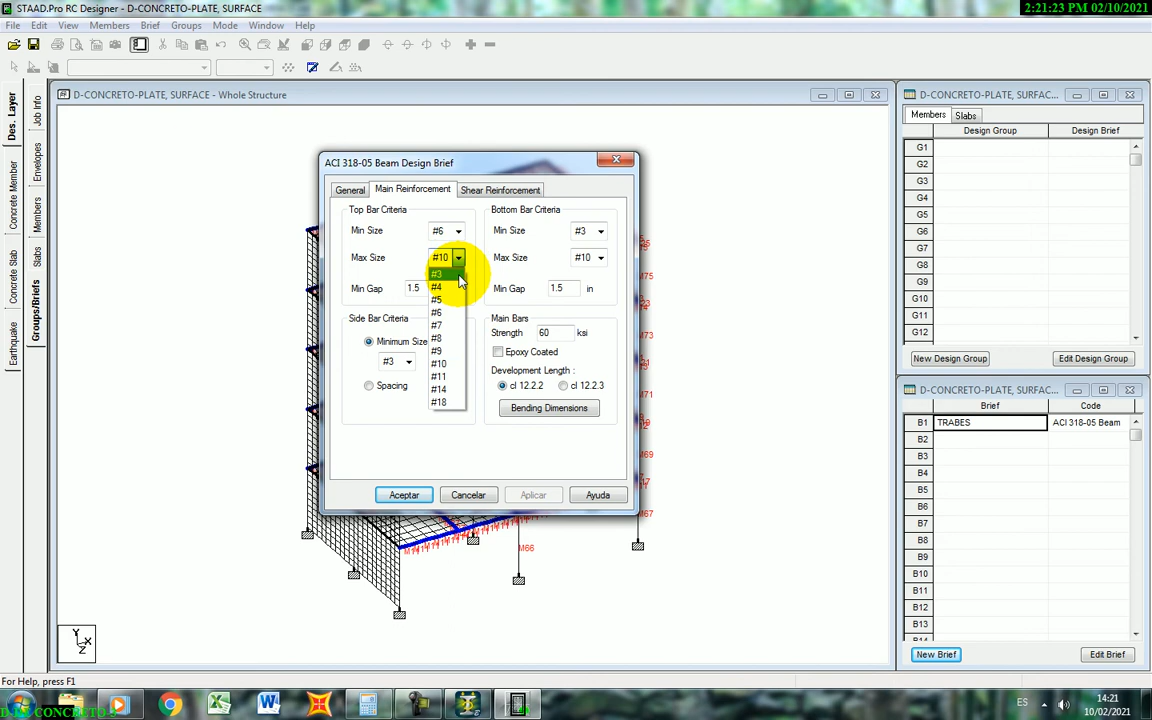 STAAD.Pro RC Designer - D-CONCRETO-PLATE, SURFACE
2:21:23 PM 02/10/2021
File Edit View Members Brief Groups Mode Window Help
D-CONCRETO-PLATE, SURFACE - Whole Structure
Des. Layer
Concrete Member
Concrete Slab
Earthquake
Job Info
Envelopes
Members
Slabs
Groups/Briefs
ACI 318-05 Beam Design Brief
General Main Reinforcement Shear Reinforcement
Top Bar Criteria
Min Size #6
Max Size #10
Min Gap 1.5
#3
#4
#5
#6
#7
#8
#9
#10
#11
#14
#18
Bottom Bar Criteria
Min Size #3
Max Size #10
Min Gap 1.5 in
Side Bar Criteria
Minimum Size
#3
Spacing
Main Bars
Strength 60 ksi
Epoxy Coated
Development Length :
cl 12.2.2 cl 12.2.3
Bending Dimensions
Aceptar Cancelar Aplicar Ayuda
M75
M71
M69
M67
M66
Y
X
Z
D-CONCRETO-PLATE, SURFAC...
Members Slabs
Design Group Design Brief
G1
G2
G3
G4
G5
G6
G7
G8
G9
G10
G11
G12
New Design Group Edit Design Group
D-CONCRETO-PLATE, SURFAC...
Brief Code
B1 TRABES ACI 318-05 Beam
B2
B3
B4
B5
B6
B7
B8
B9
B10
B11
B12
B13
B14
New Brief Edit Brief
For Help, press F1
ES
14:21
10/02/2021